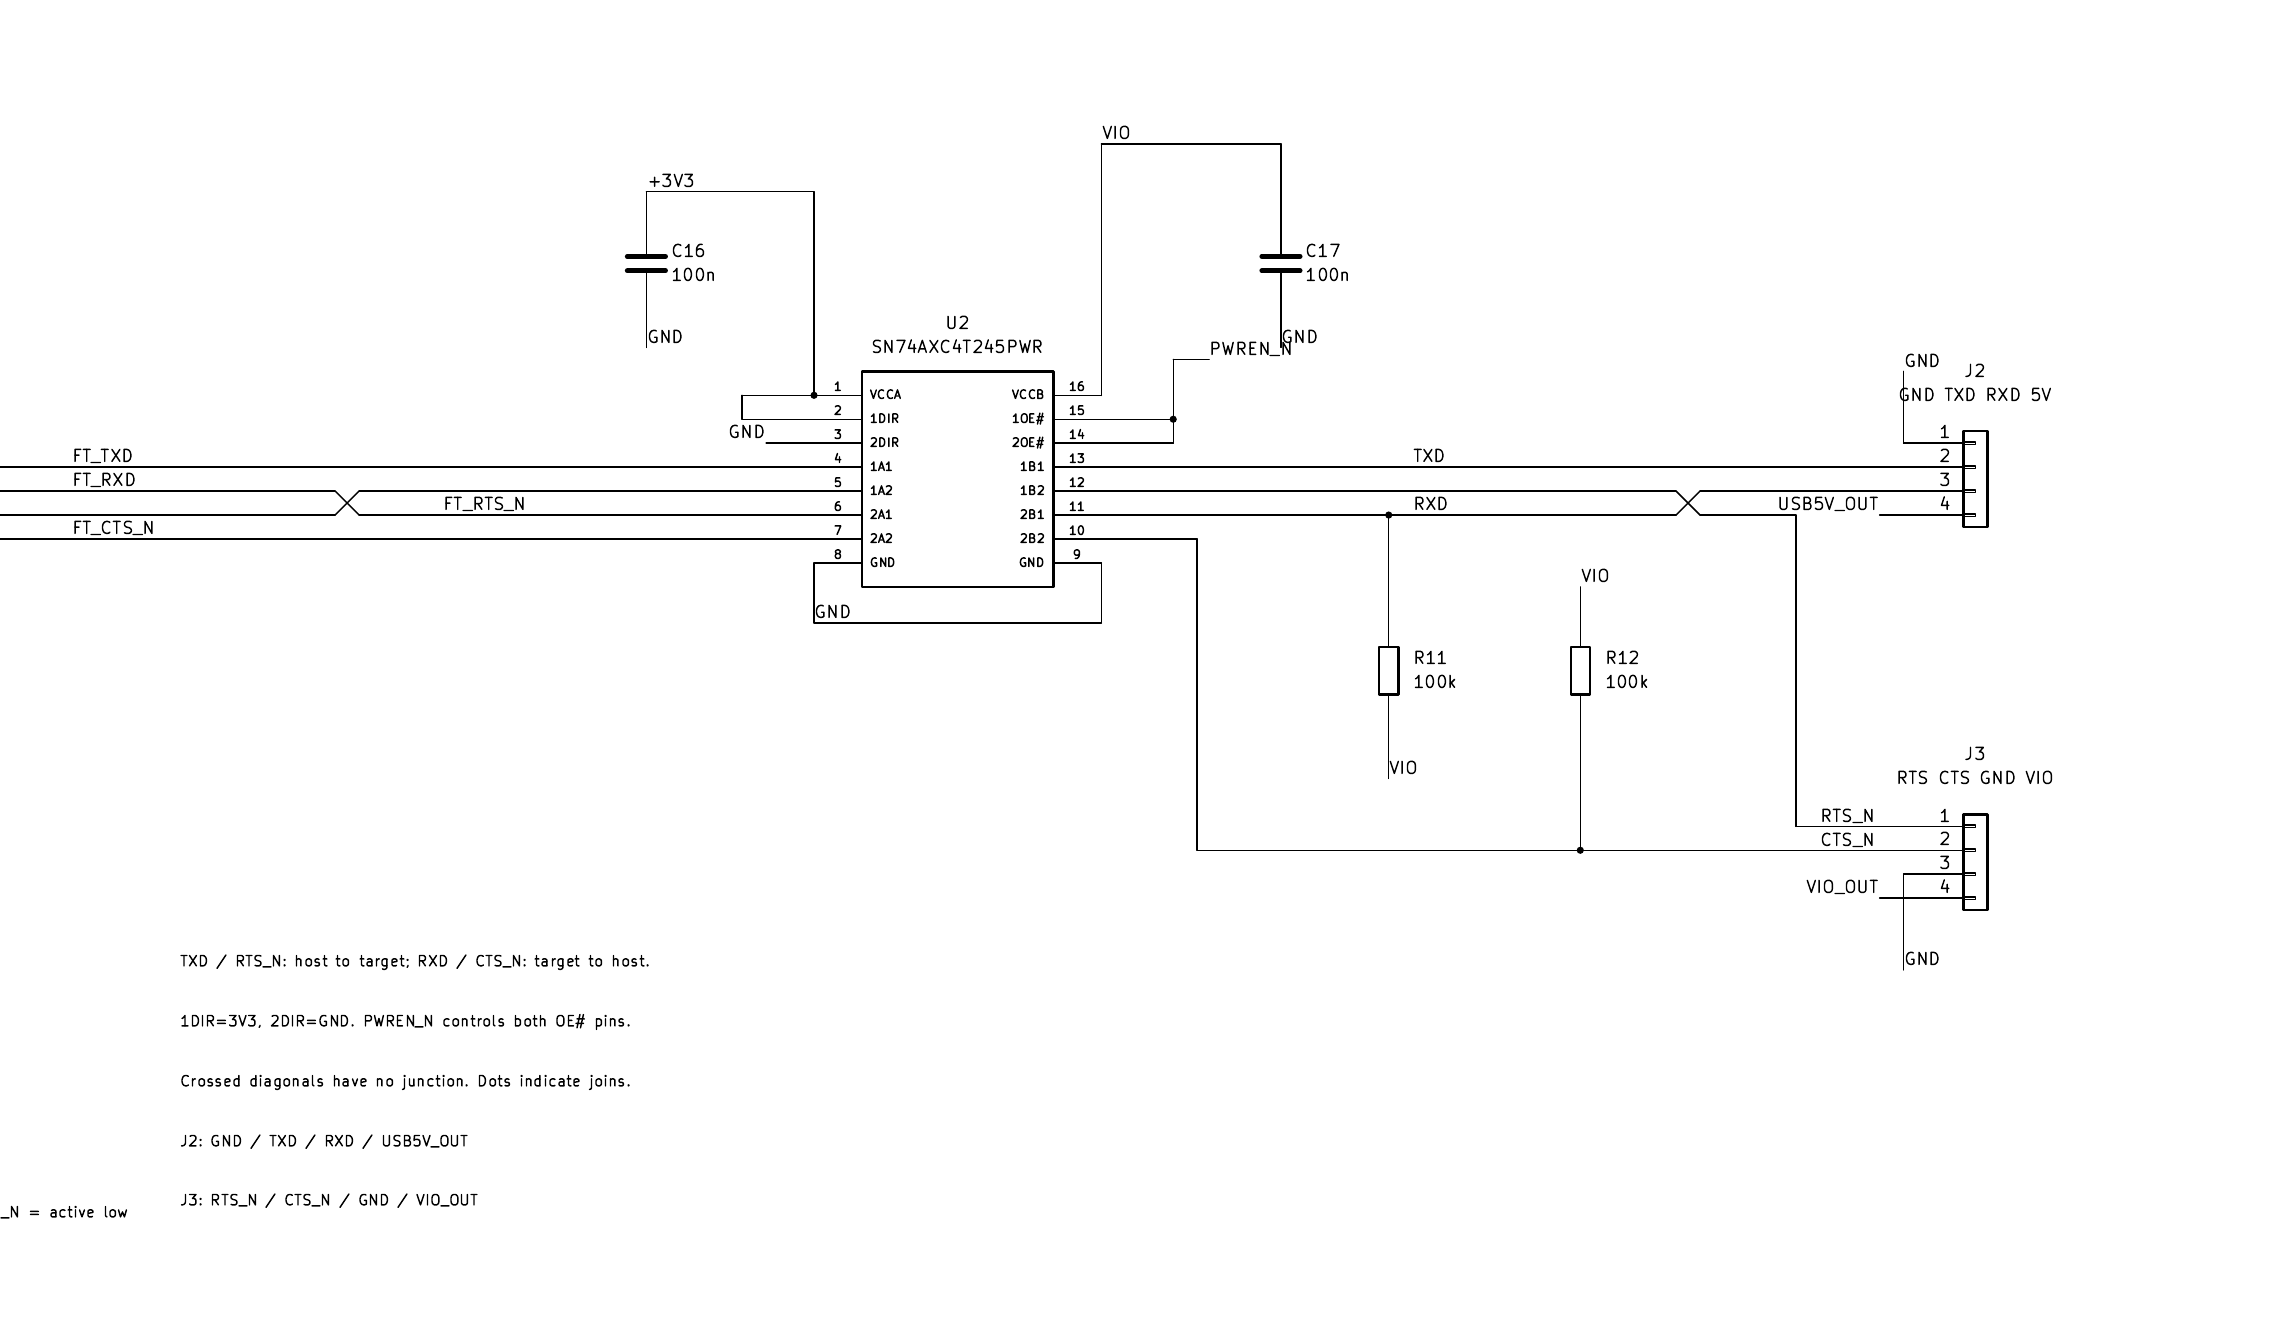 VIO
+3V3
C16
100n
GND
C17
100n
GND
PWREN_N
U2
SN74AXC4T245PWR
1 VCCA VCCB 16
2 1DIR 1OE# 15
GND 3 2DIR 2OE# 14
FT_TXD 4 1A1 1B1 13 TXD
FT_RXD 5 1A2 1B2 12
FT_RTS_N 6 2A1 2B1 11 RXD
FT_CTS_N 7 2A2 2B2 10
8 GND GND 9
GND
GND
J2
GND TXD RXD 5V
1
2
3
USB5V_OUT 4
VIO
R11
100k
R12
100k
VIO
J3
RTS CTS GND VIO
RTS_N 1
CTS_N 2
3
VIO_OUT 4
GND
TXD / RTS_N: host to target; RXD / CTS_N: target to host.
1DIR=3V3, 2DIR=GND. PWREN_N controls both OE# pins.
Crossed diagonals have no junction. Dots indicate joins.
J2: GND / TXD / RXD / USB5V_OUT
J3: RTS_N / CTS_N / GND / VIO_OUT
_N = active low